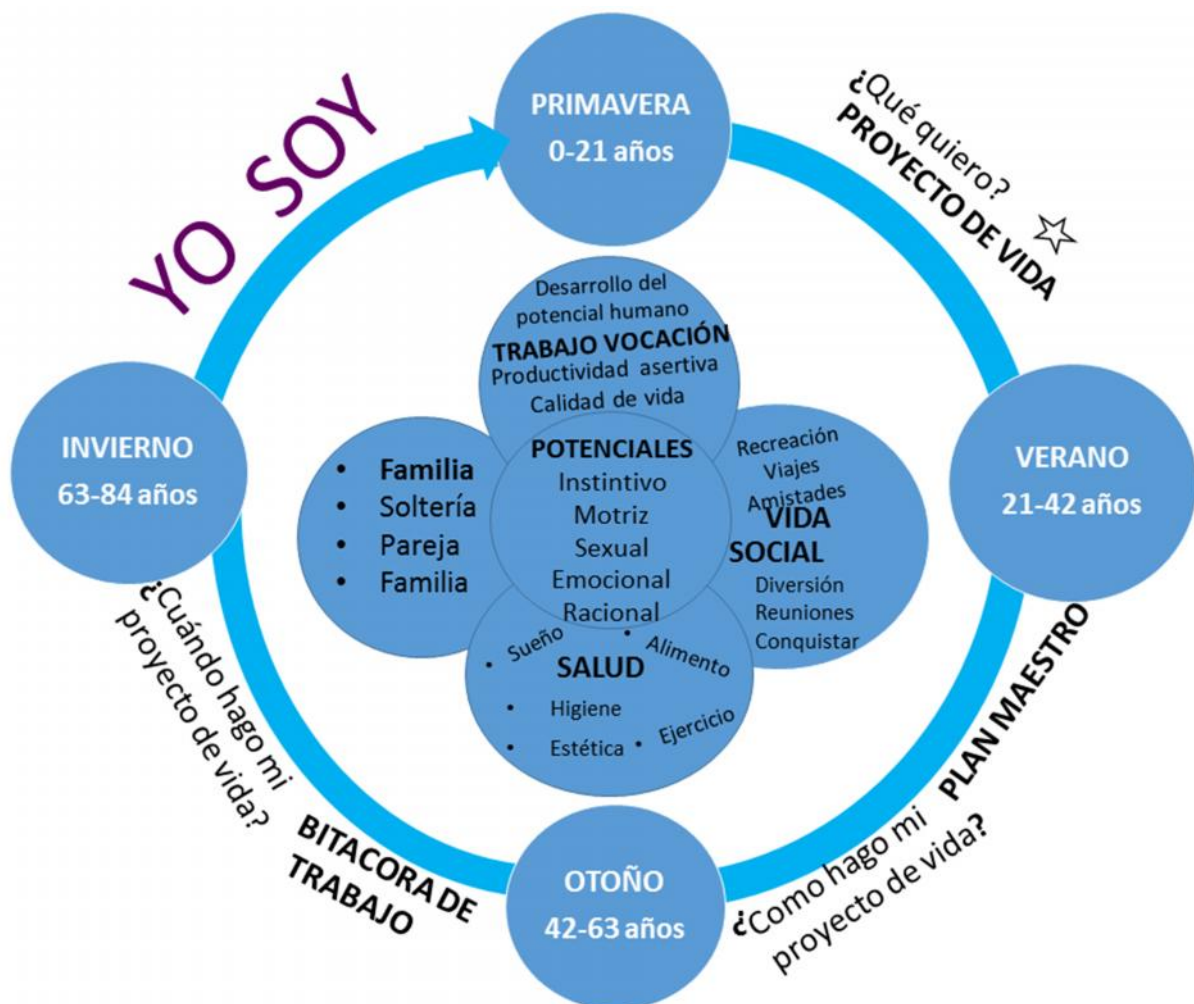 YO SOY
PRIMAVERA
0-21 años
¿Qué quiero?
PROYECTO DE VIDA
Desarrollo del
potencial humano
TRABAJO VOCACIÓN
Productividad asertiva
Calidad de vida
INVIERNO
63-84 años
• Familia
• Soltería
• Pareja
• Familia
POTENCIALES
Instintivo
Motriz
Sexual
Emocional
Racional
Recreación
Viajes
Amistades
VIDA
SOCIAL
Diversión
Reuniones
Conquistar
VERANO
21-42 años
• Sueño
• Alimento
SALUD
• Higiene
• Estética
• Ejercicio
¿Cuándo hago mi
proyecto de vida?
BITACORA DE
TRABAJO
OTOÑO
42-63 años
PLAN MAESTRO
¿Como hago mi
proyecto de vida?